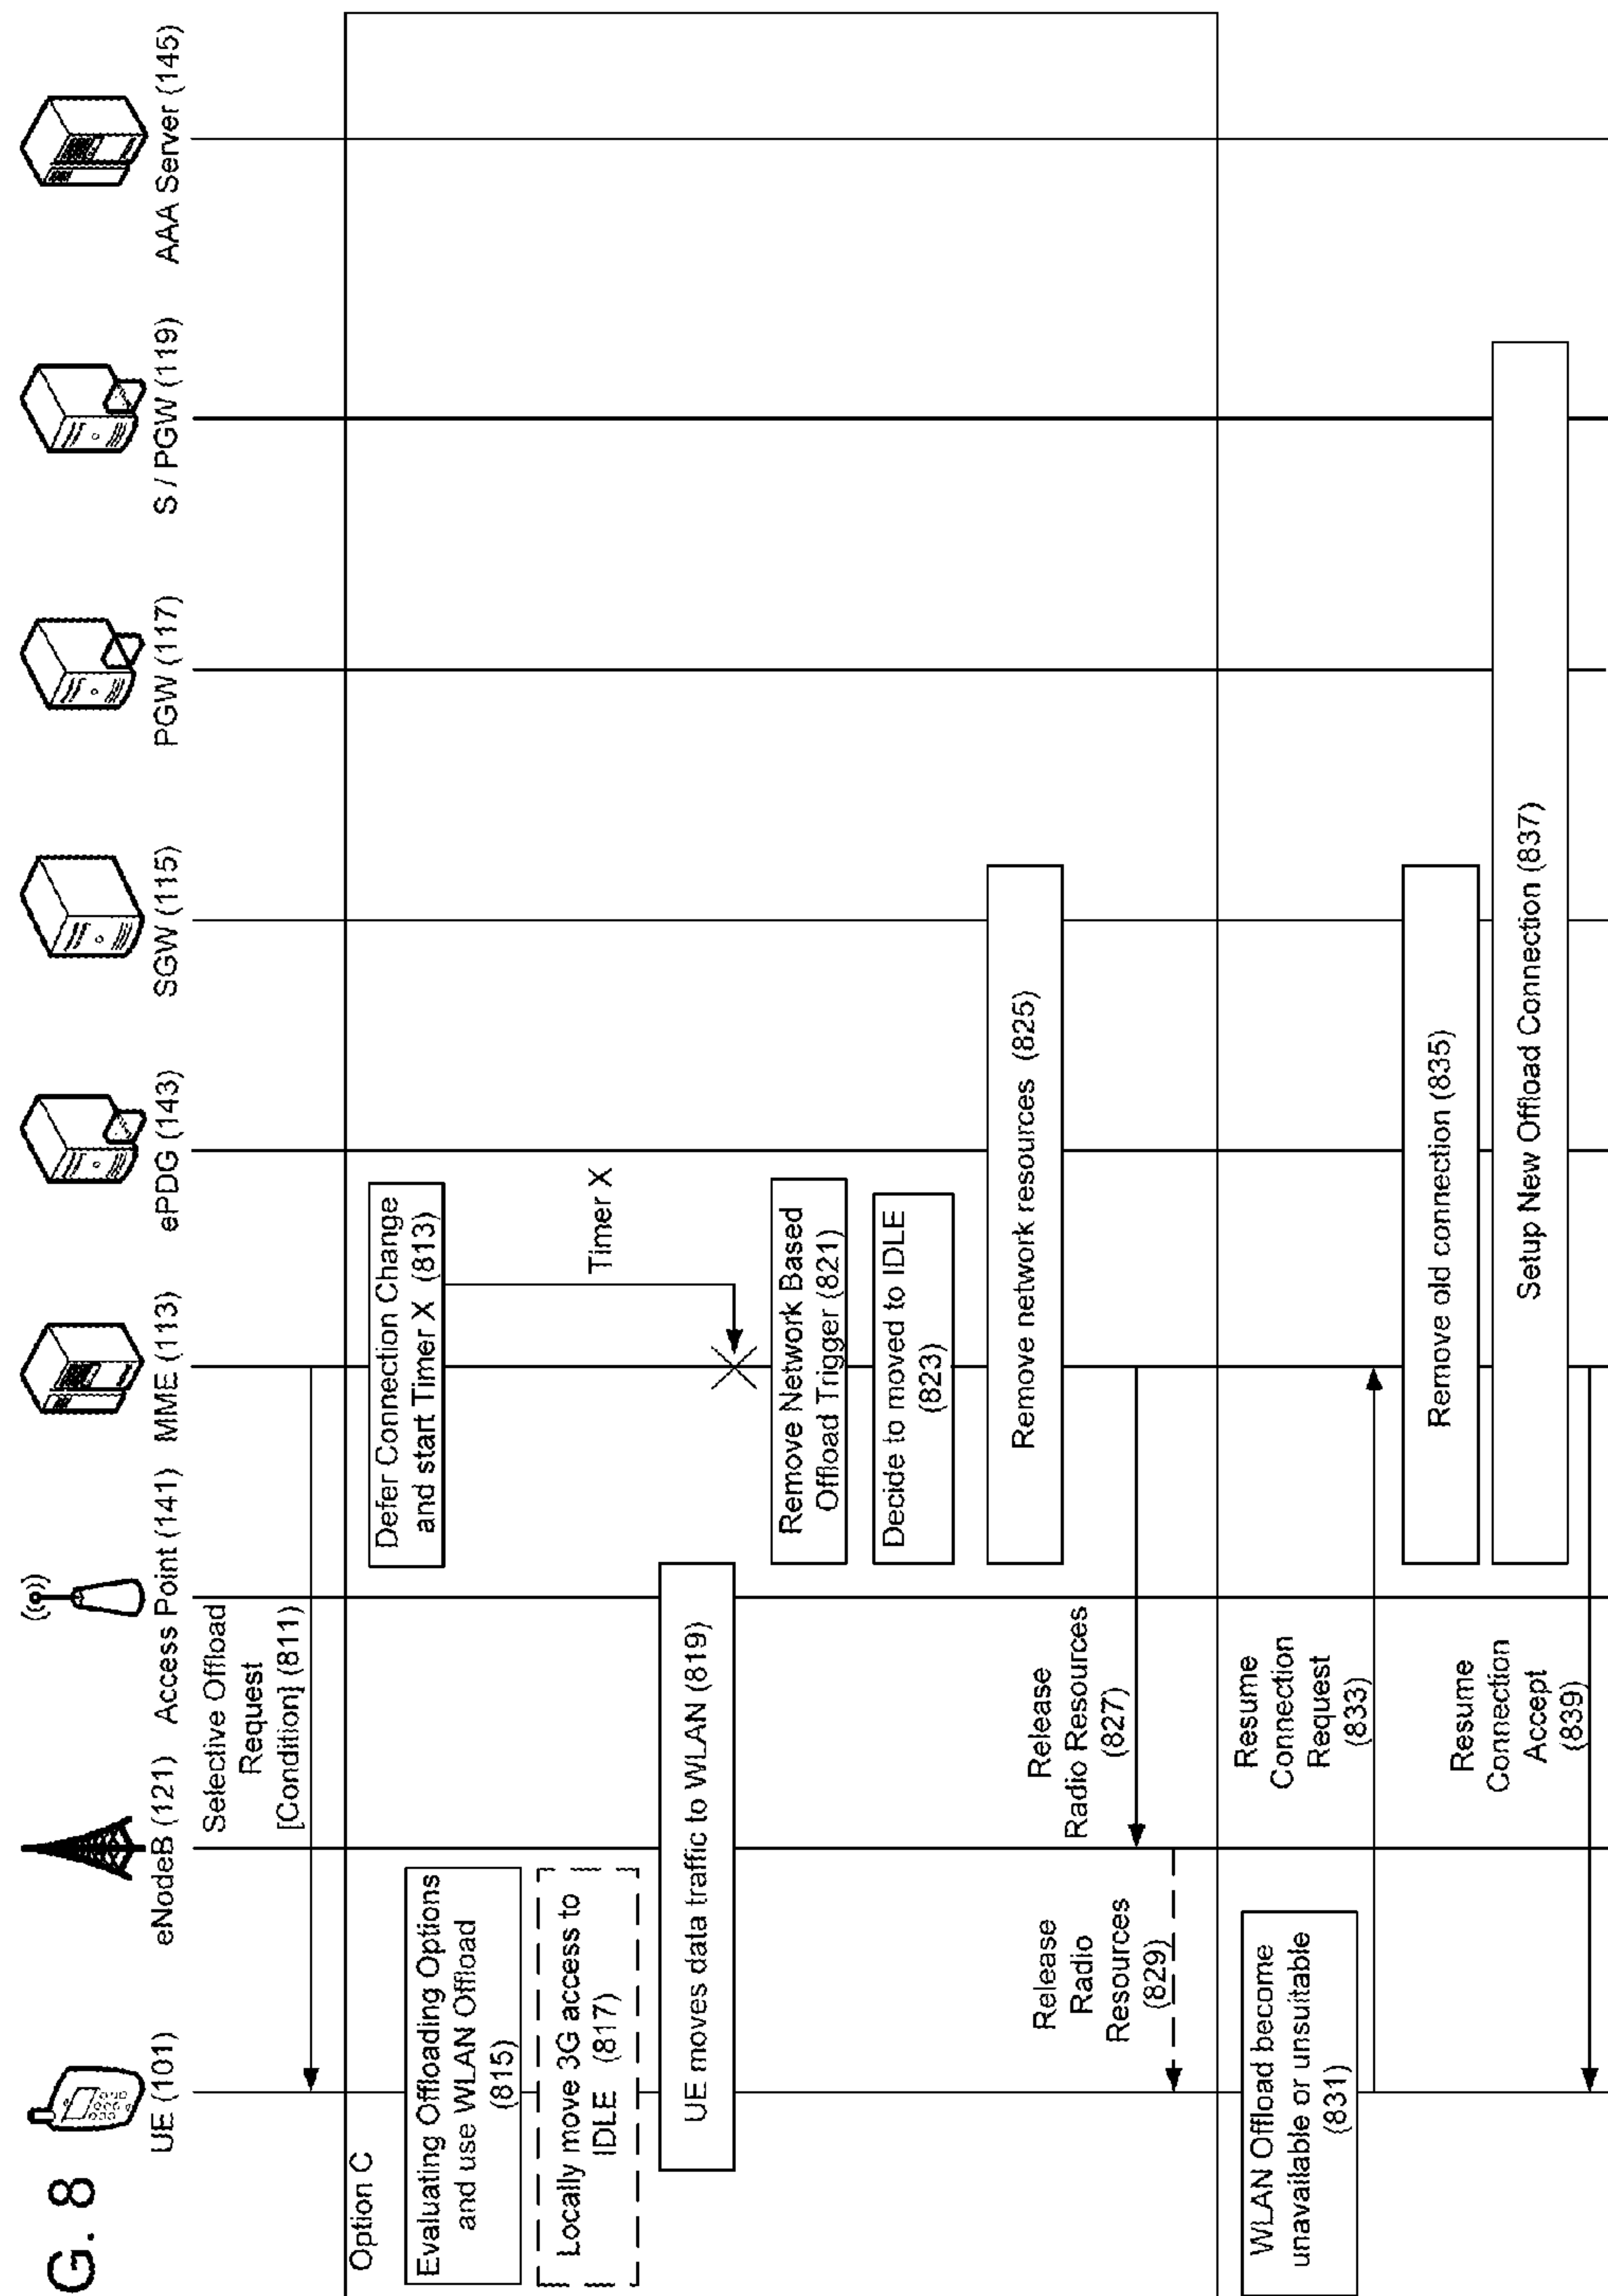 G. 8
UE (101)
eNodeB (121)
Access Point (141)
MME (113)
ePDG (143)
SGW (115)
PGW (117)
S / PGW (119)
AAA Server (145)
Selective Offload
Request
[Condition] (811)
Option C
Defer Connection Change
and start Timer X (813)
Evaluating Offloading Options
and use WLAN Offload
(815)
Timer X
Locally move 3G access to
IDLE (817)
UE moves data traffic to WLAN (819)
Remove Network Based
Offload Trigger (821)
Decide to moved to IDLE
(823)
Remove network resources (825)
Release
Radio Resources
(827)
Release
Radio
Resources
(829)
WLAN Offload become
unavailable or unsuitable
(831)
Resume
Connection
Request
(833)
Remove old connection (835)
Setup New Offload Connection (837)
Resume
Connection
Accept
(839)